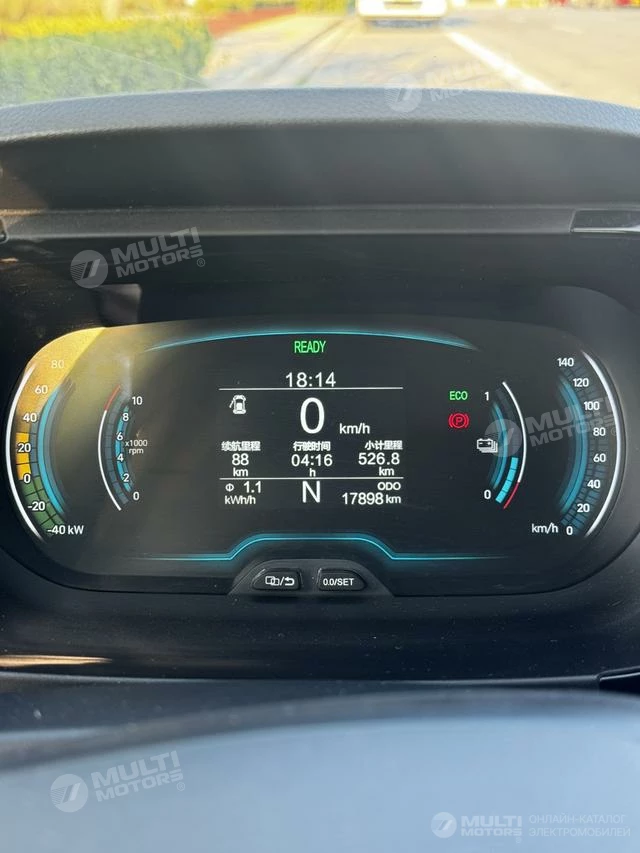 MULTI MOTORS®
80
60
40
20
0
-20
-40 kW
10
8
6
x1000
rpm
4
2
0
READY
18:14
0 km/h
续航里程 行驶时间 小计里程
88 04:16 526.8
km h km
Φ 1.1 N ODO
kWh/h 17898 km
ECO
P
1
0
140
120
100
80
60
40
20
0
km/h
0.0/SET
MULTI MOTORS®
MULTI MOTORS ОНЛАЙН-КАТАЛОГ ЭЛЕКТРОМОБИЛЕЙ